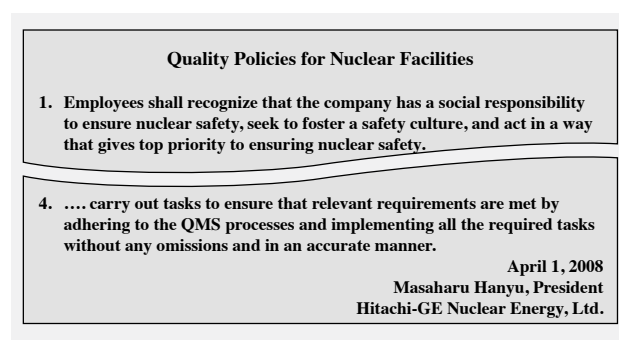 Quality Policies for Nuclear Facilities
1. Employees shall recognize that the company has a social responsibility
to ensure nuclear safety, seek to foster a safety culture, and act in a way
that gives top priority to ensuring nuclear safety.
4. .... carry out tasks to ensure that relevant requirements are met by
adhering to the QMS processes and implementing all the required tasks
without any omissions and in an accurate manner.
April 1, 2008
Masaharu Hanyu, President
Hitachi-GE Nuclear Energy, Ltd.